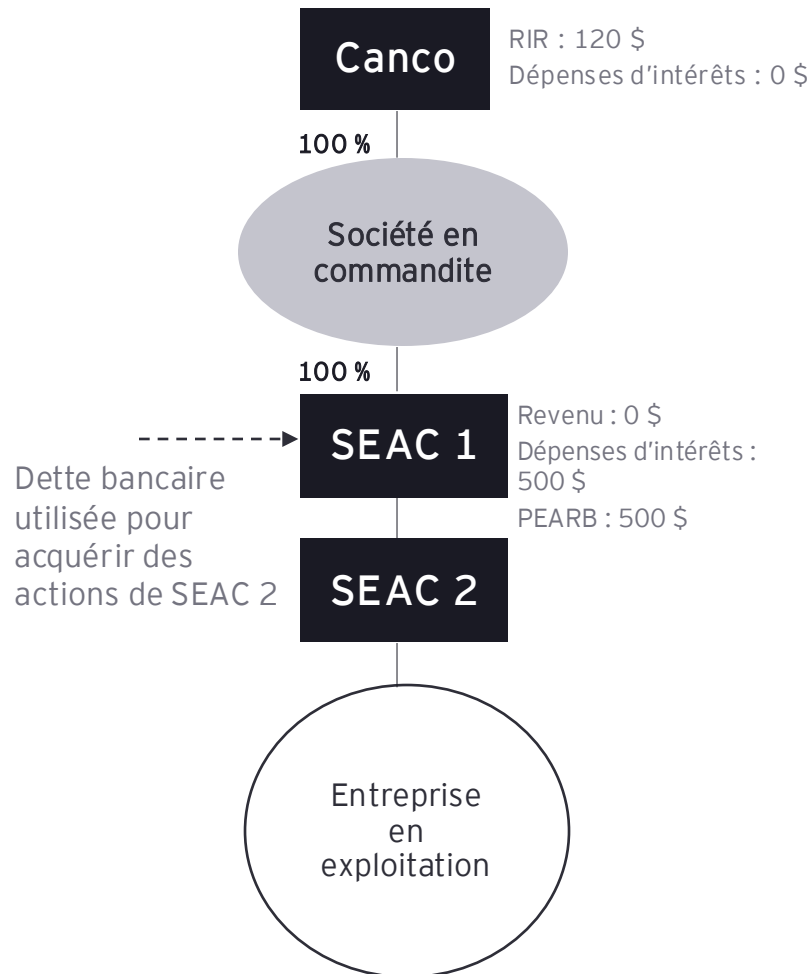 Canco
RIR : 120 $
Dépenses d'intérêts : 0 $
100 %
Société en
commandite
100 %
SEAC 1
Revenu : 0 $
Dépenses d'intérêts :
500 $
PEARB : 500 $
Dette bancaire
utilisée pour
acquérir des
actions de SEAC 2
SEAC 2
Entreprise
en
exploitation